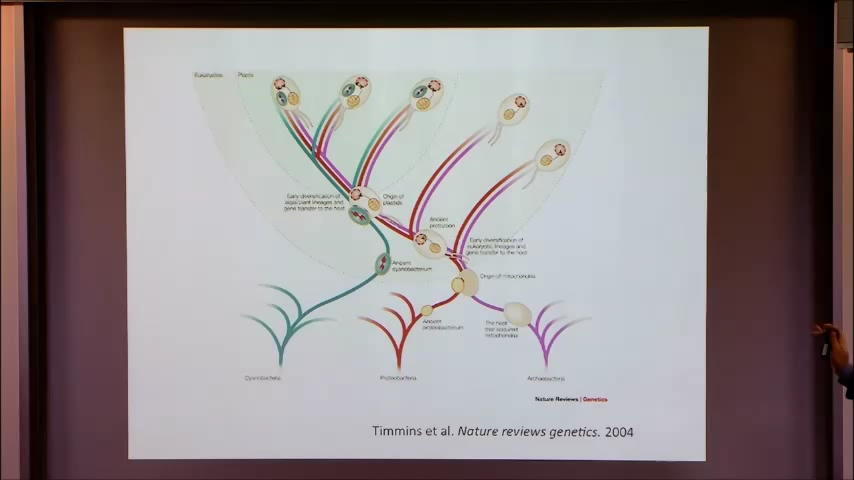 Eukaryotes
Plants
Early diversification of
algal/plant lineages and
gene transfer to the host
Origin of
plastids
Ancient
protozoan
Early diversification of
eukaryotic lineages and
gene transfer to the host
Ancient
cyanobacterium
Origin of mitochondria
Ancient
proteobacterium
The host
that acquired
mitochondria
Cyanobacteria
Proteobacteria
Archaebacteria
Nature Reviews | Genetics
Timmins et al. Nature reviews genetics. 2004